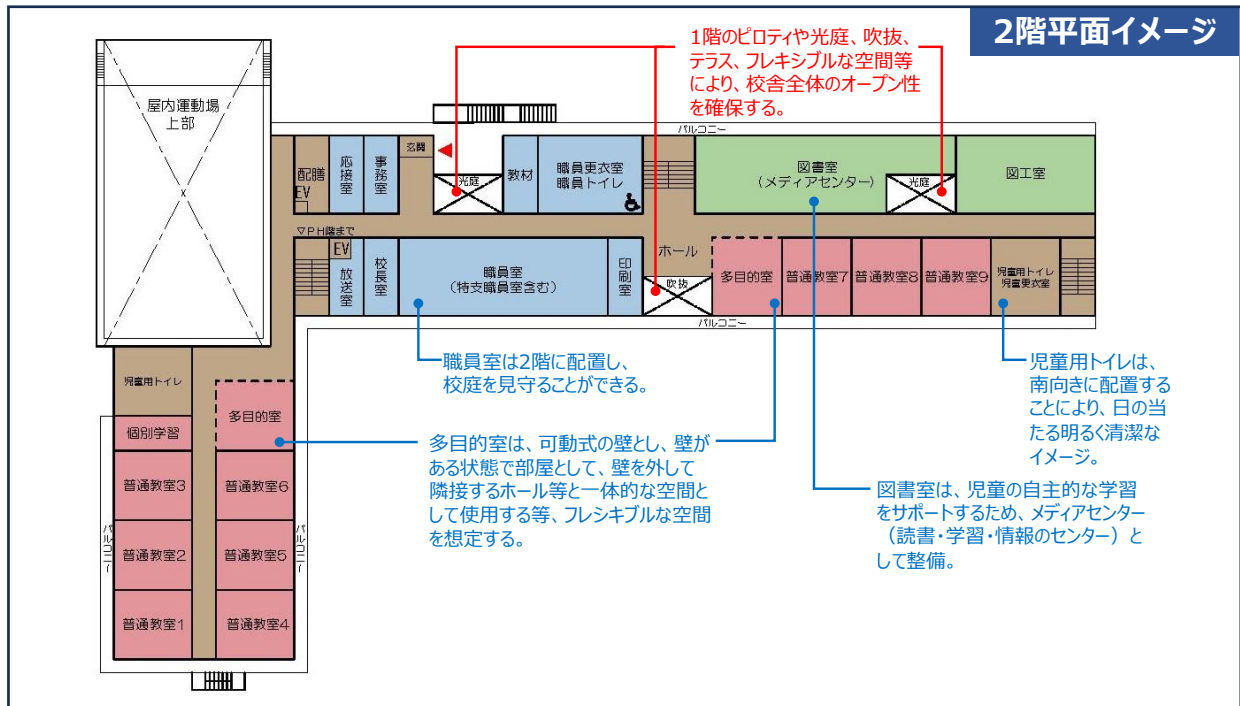 2階平面イメージ
1階のピロティや光庭、吹抜、
テラス、フレキシブルな空間等
により、校舎全体のオープン性
を確保する。
屋内運動場
上部
バルコニー
配膳
EV
応接室
事務室
玄関
光庭
教材
職員更衣室
職員トイレ
図書室
(メディアセンター)
光庭
図工室
▽PH階まで
EV
放送室
校長室
職員室
(特支職員室含む)
印刷室
ホール
吹抜
多目的室
普通教室7
普通教室8
普通教室9
児童用トイレ
児童更衣室
バルコニー
職員室は2階に配置し、
校庭を見守ることができる。
児童用トイレは、
南向きに配置する
ことにより、日の当
たる明るく清潔な
イメージ。
児童用トイレ
多目的室
個別学習
多目的室は、可動式の壁とし、壁が
ある状態で部屋として、壁を外して
隣接するホール等と一体的な空間と
して使用する等、フレシキブルな空間
を想定する。
図書室は、児童の自主的な学習
をサポートするため、メディアセンター
(読書・学習・情報のセンター)と
して整備。
普通教室3
普通教室6
バルコニー
普通教室2
普通教室5
バルコニー
普通教室1
普通教室4